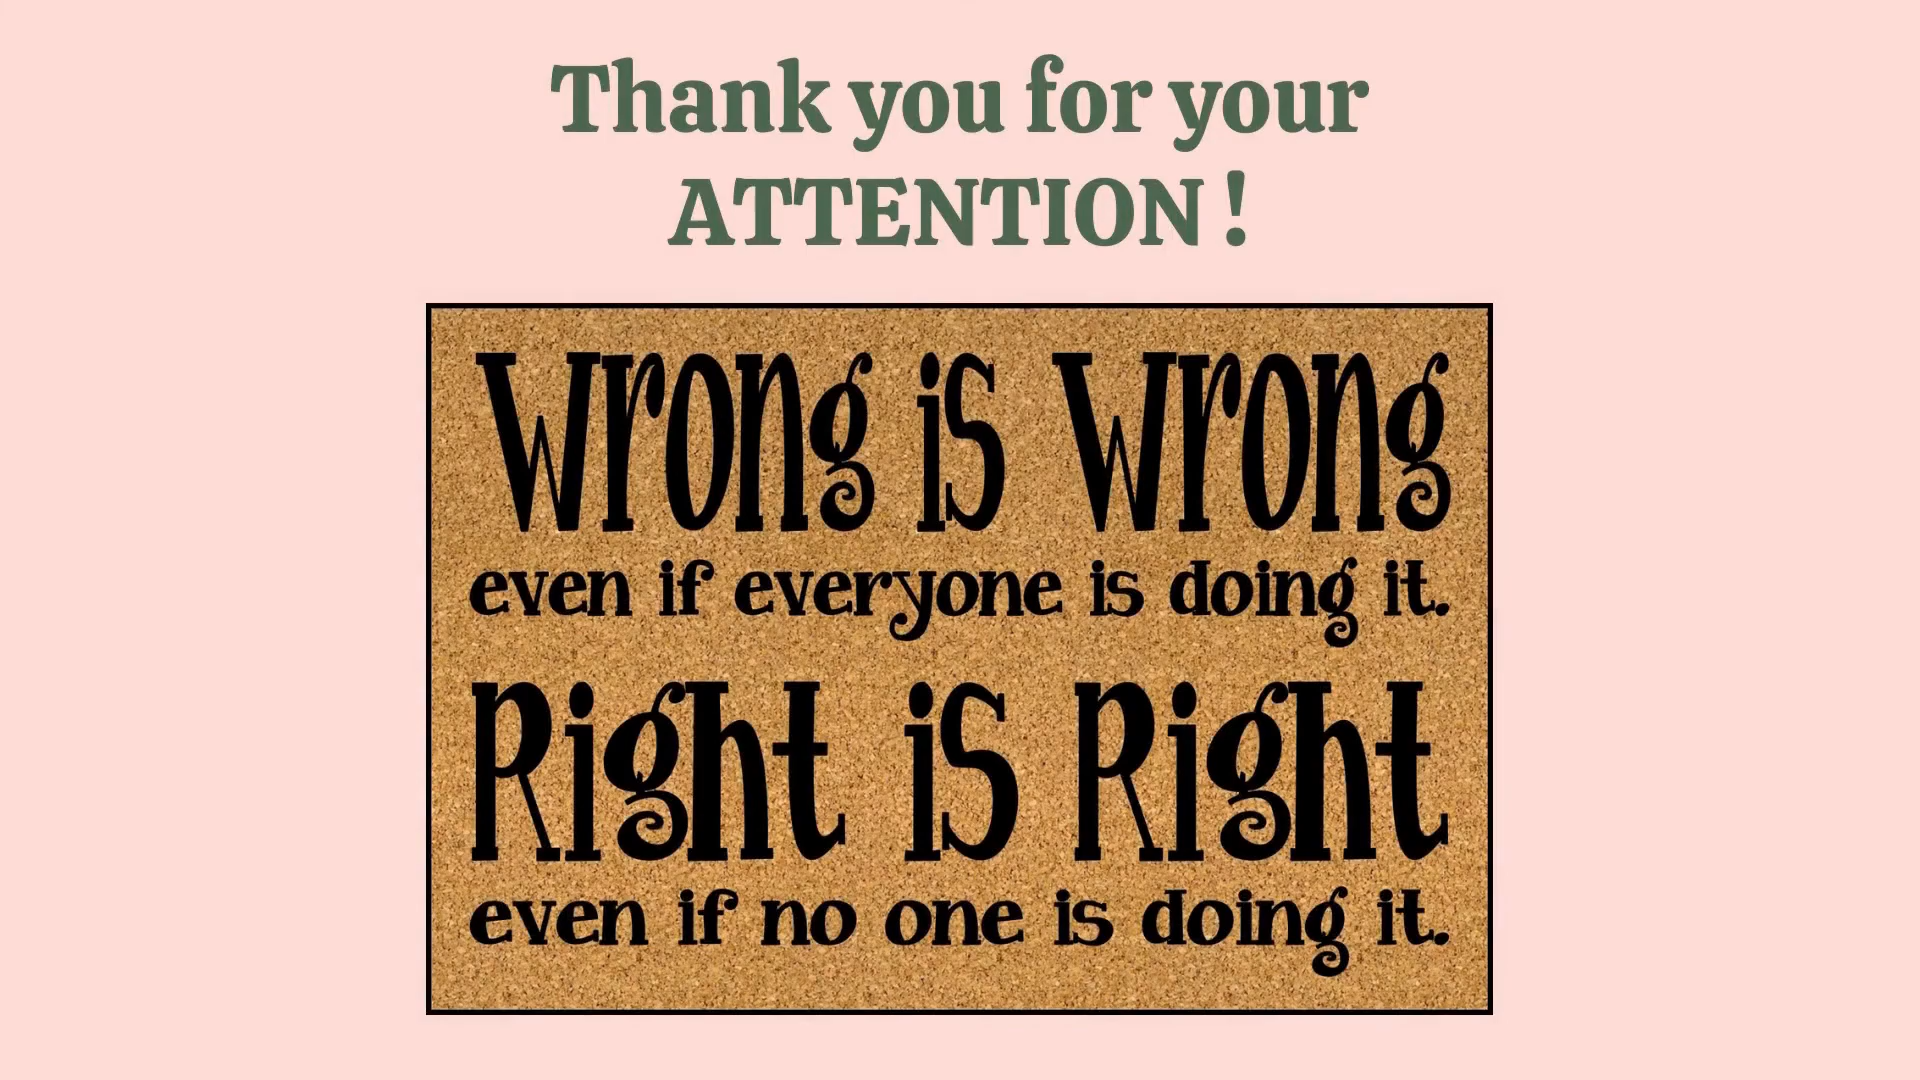 Thank you for your
ATTENTION !
Wrong is Wrong
even if everyone is doing it.
Right is Right
even if no one is doing it.